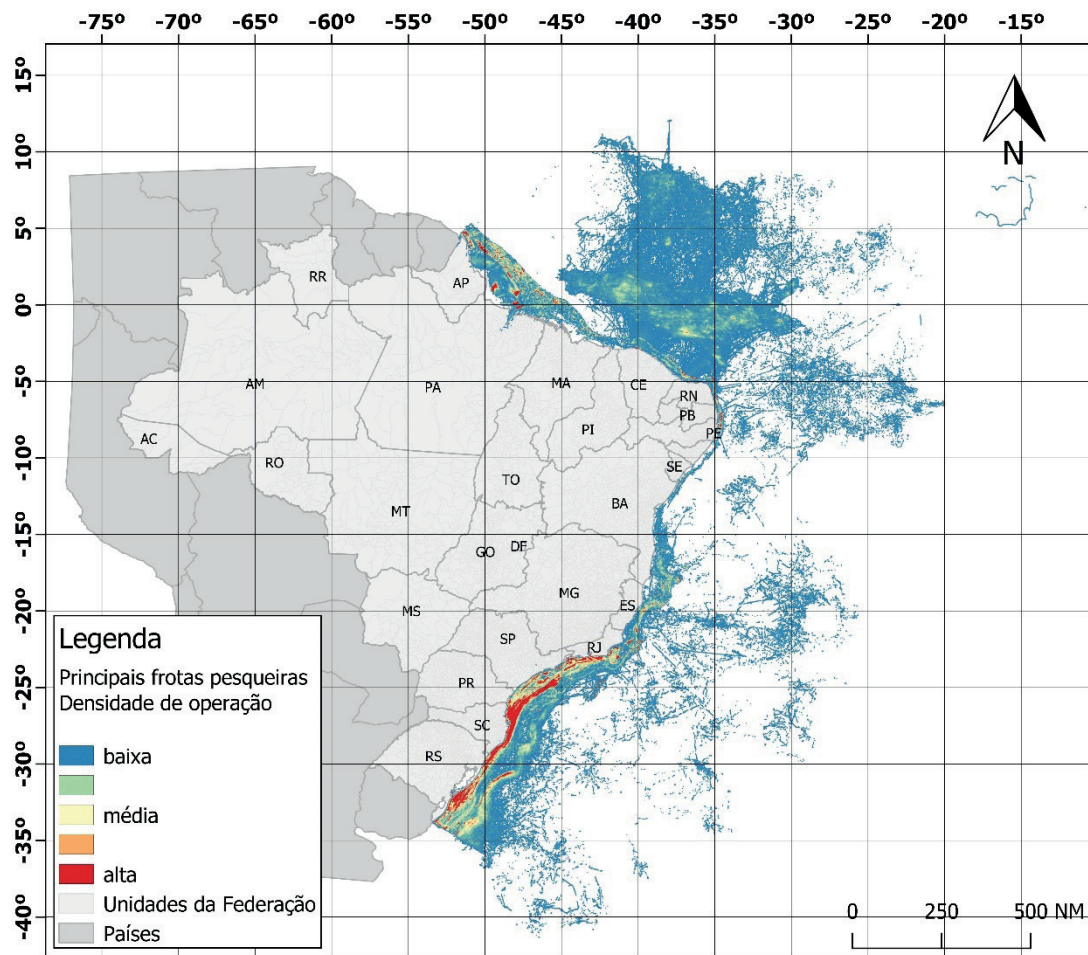 -75º -70º -65º -60º -55º -50º -45º -40º -35º -30º -25º -20º -15º
15º
10º
5º
0º
-5º
-10º
-15º
-20º
-25º
-30º
-35º
-40º
N
RR
AP
AM
PA
MA
CE
RN
PB
PE
PI
AC
RO
TO
SE
BA
MT
GO
DF
MG
ES
MS
SP
RJ
PR
SC
RS
Legenda
Principais frotas pesqueiras
Densidade de operação
baixa
média
alta
Unidades da Federação
Países
0 250 500 NM